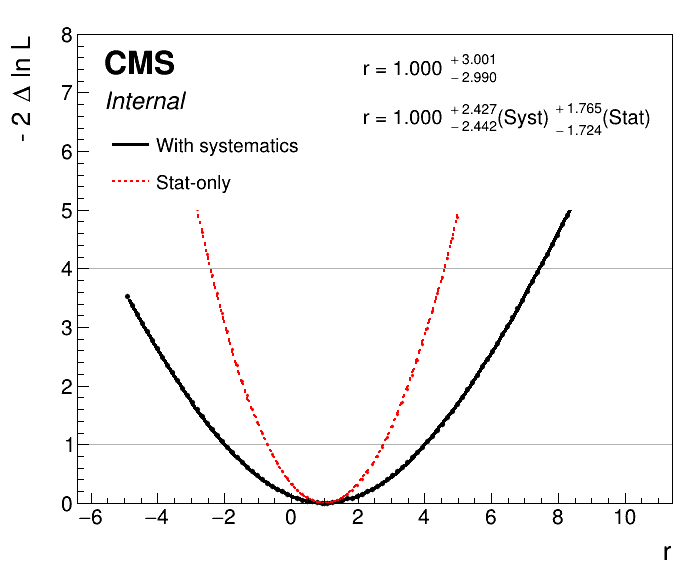 - 2 Δ ln L
8
7
6
5
4
3
2
1
0
CMS
Internal
With systematics
Stat-only
r = 1.000 +3.001 −2.990
r = 1.000 +2.427 −2.442(Syst) +1.765 −1.724(Stat)
−6 −4 −2 0 2 4 6 8 10
r